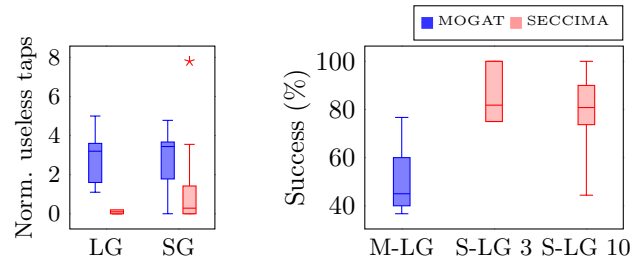 MOGAT SECCIMA
Norm. useless taps
8
6
4
2
0
LG SG
Success (%)
100
80
60
40
M-LG S-LG 3 S-LG 10